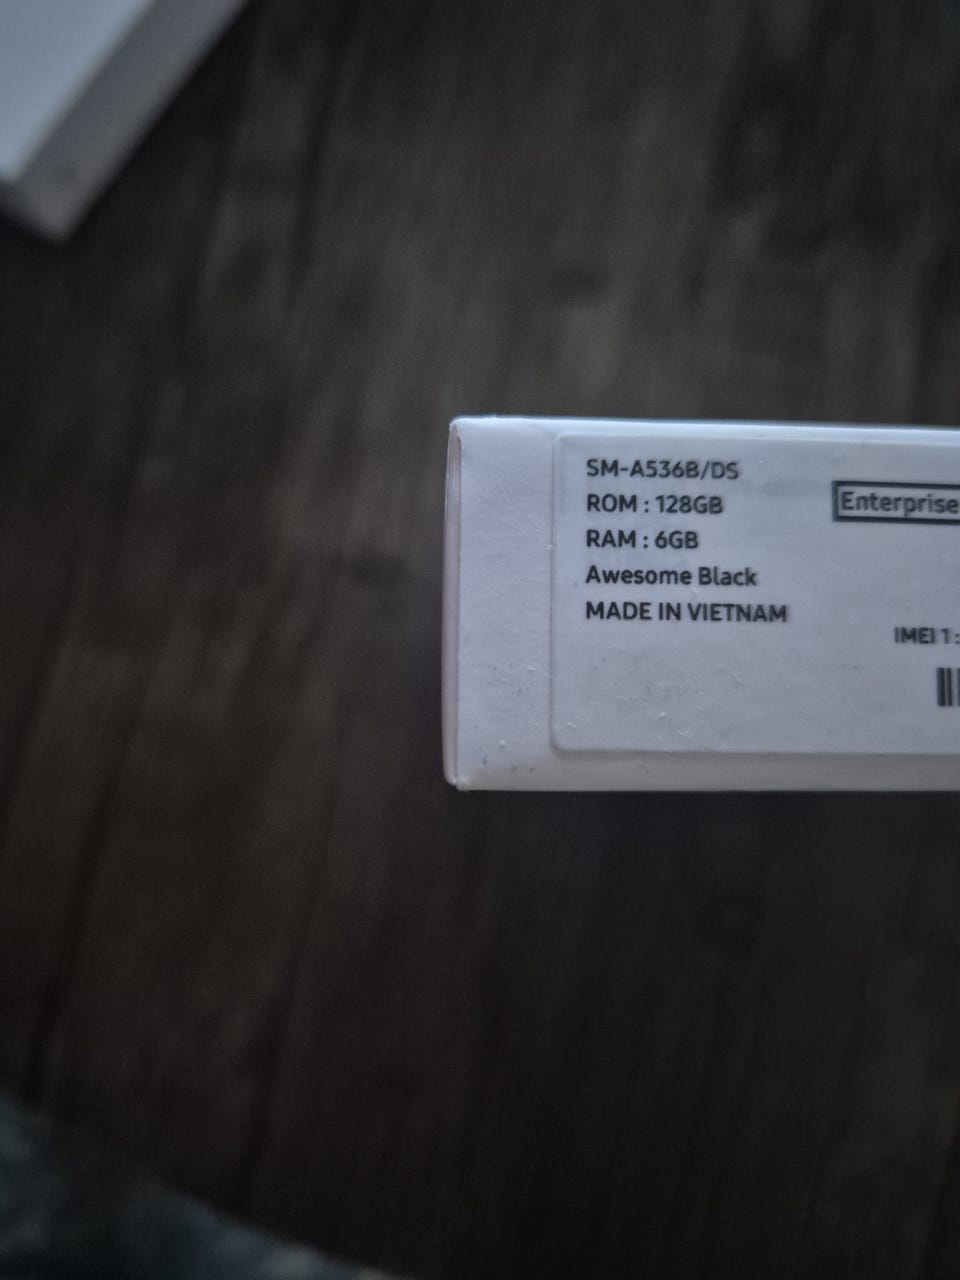 SM-A536B/DS
ROM : 128GB
Enterprise
RAM : 6GB
Awesome Black
MADE IN VIETNAM
IMEI 1 :